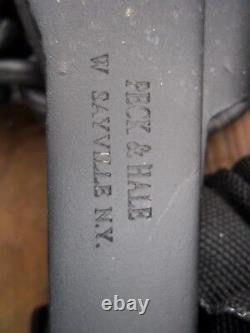 PECK & HALE
W SAYVILLE N.Y.